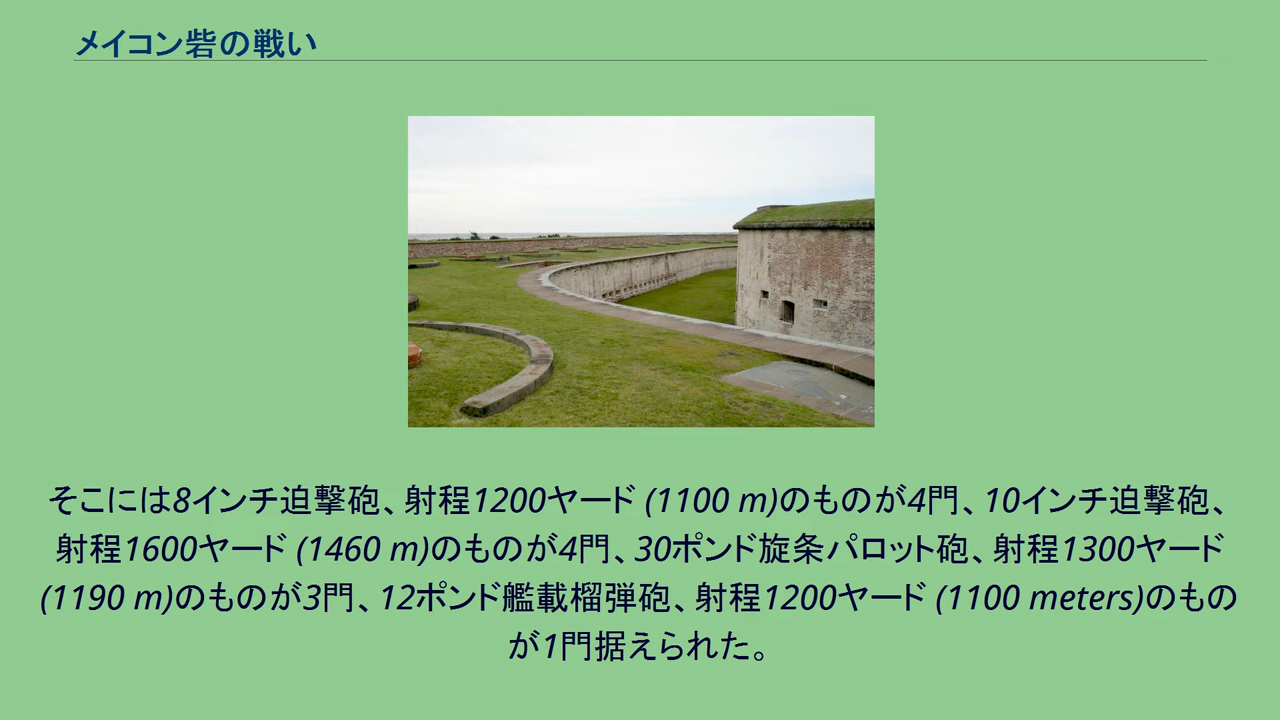 メイコン砦の戦い
そこには8インチ迫撃砲、射程1200ヤード (1100 m)のものが4門、10インチ迫撃砲、
射程1600ヤード (1460 m)のものが4門、30ポンド旋条パロット砲、射程1300ヤード
(1190 m)のものが3門、12ポンド艦載榴弾砲、射程1200ヤード (1100 meters)のもの
が1門据えられた。